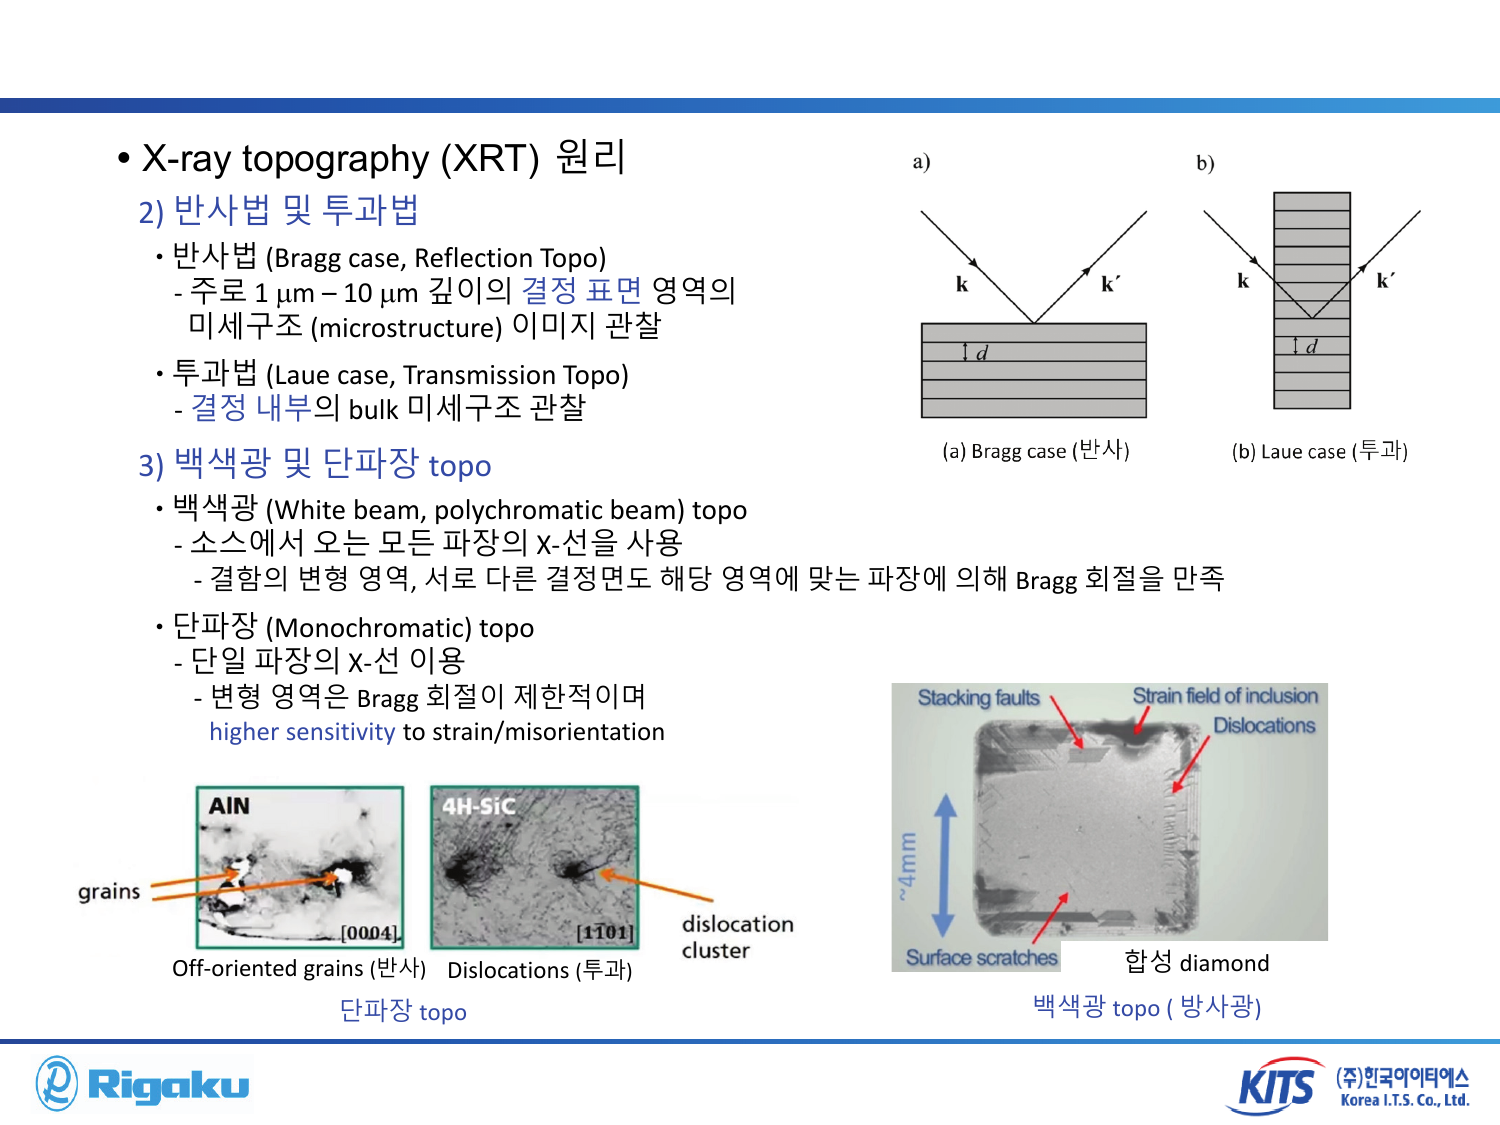 • X-ray topography (XRT) 원리
2) 반사법 및 투과법
· 반사법 (Bragg case, Reflection Topo)
- 주로 1 μm – 10 μm 깊이의 결정 표면 영역의
미세구조 (microstructure) 이미지 관찰
· 투과법 (Laue case, Transmission Topo)
- 결정 내부의 bulk 미세구조 관찰
a)
k
k′
d
(a) Bragg case (반사)
b)
k
k′
d
(b) Laue case (투과)
3) 백색광 및 단파장 topo
· 백색광 (White beam, polychromatic beam) topo
- 소스에서 오는 모든 파장의 X-선을 사용
- 결함의 변형 영역, 서로 다른 결정면도 해당 영역에 맞는 파장에 의해 Bragg 회절을 만족
· 단파장 (Monochromatic) topo
- 단일 파장의 X-선 이용
- 변형 영역은 Bragg 회절이 제한적이며
higher sensitivity to strain/misorientation
AlN
grains
[0004]
Off-oriented grains (반사)
4H-SiC
[1̄101]
dislocation
cluster
Dislocations (투과)
단파장 topo
Stacking faults
Strain field of inclusion
Dislocations
~4mm
Surface scratches
합성 diamond
백색광 topo ( 방사광)
Rigaku
KITS
(주)한국아이티에스
Korea I.T.S. Co., Ltd.